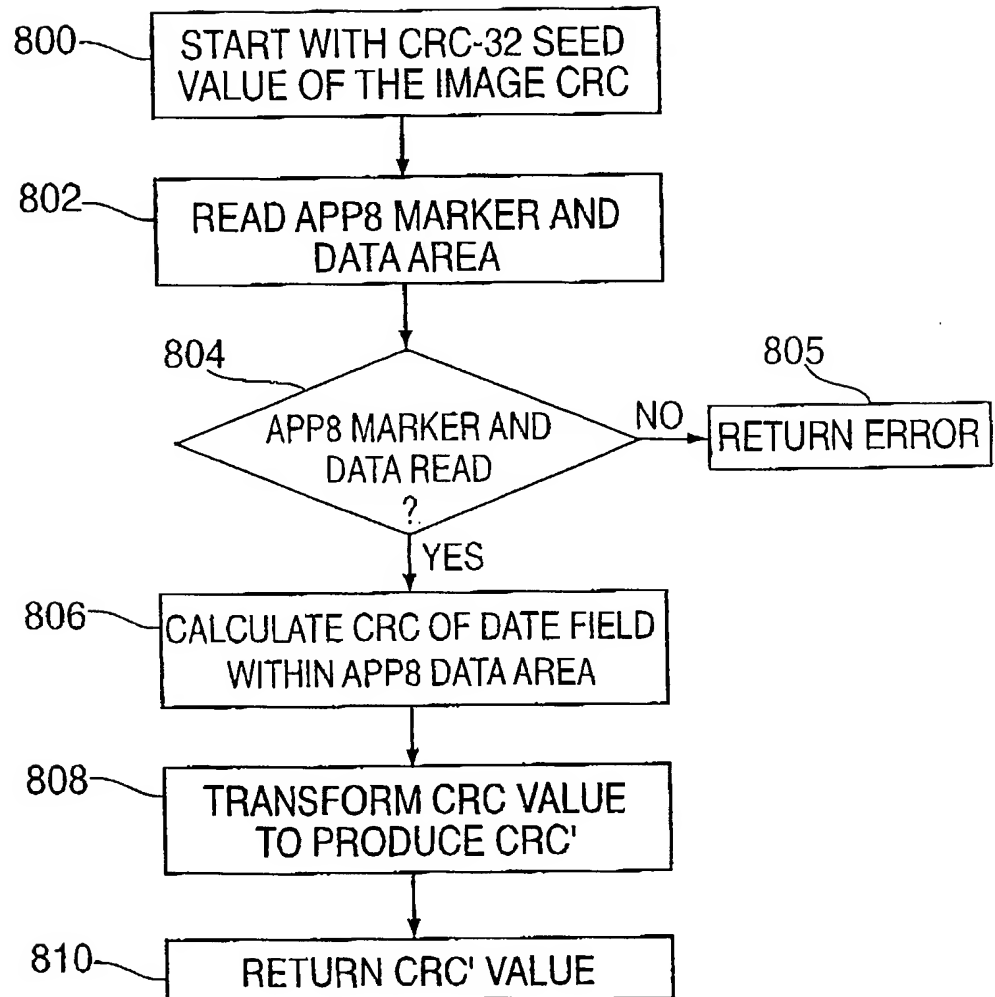 800
START WITH CRC-32 SEED
VALUE OF THE IMAGE CRC
802
READ APP8 MARKER AND
DATA AREA
804
APP8 MARKER AND
DATA READ
?
NO
805
RETURN ERROR
YES
806
CALCULATE CRC OF DATE FIELD
WITHIN APP8 DATA AREA
808
TRANSFORM CRC VALUE
TO PRODUCE CRC'
810
RETURN CRC' VALUE